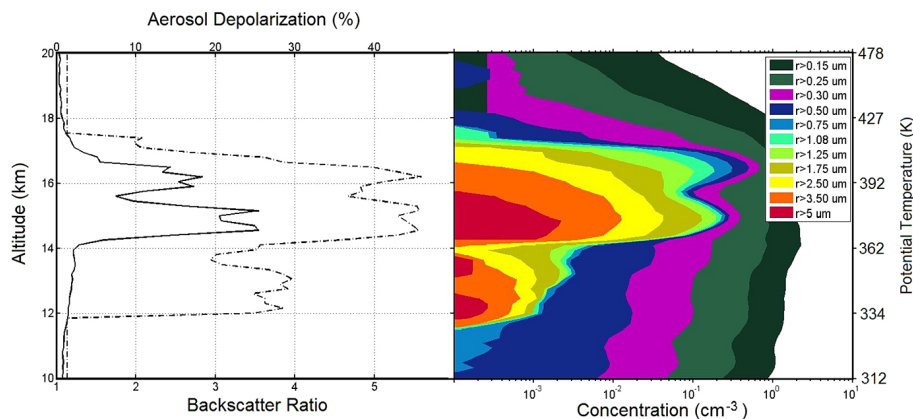 Aerosol Depolarization (%)
0 10 20 30 40
20
18
16
14
12
10
Altitude (km)
1 2 3 4 5
Backscatter Ratio
r>0.15 um
r>0.25 um
r>0.30 um
r>0.50 um
r>0.75 um
r>1.08 um
r>1.25 um
r>1.75 um
r>2.50 um
r>3.50 um
r>5 um
478
427
392
362
334
312
Potential Temperature (K)
10-3 10-2 10-1 100 101
Concentration (cm-3)